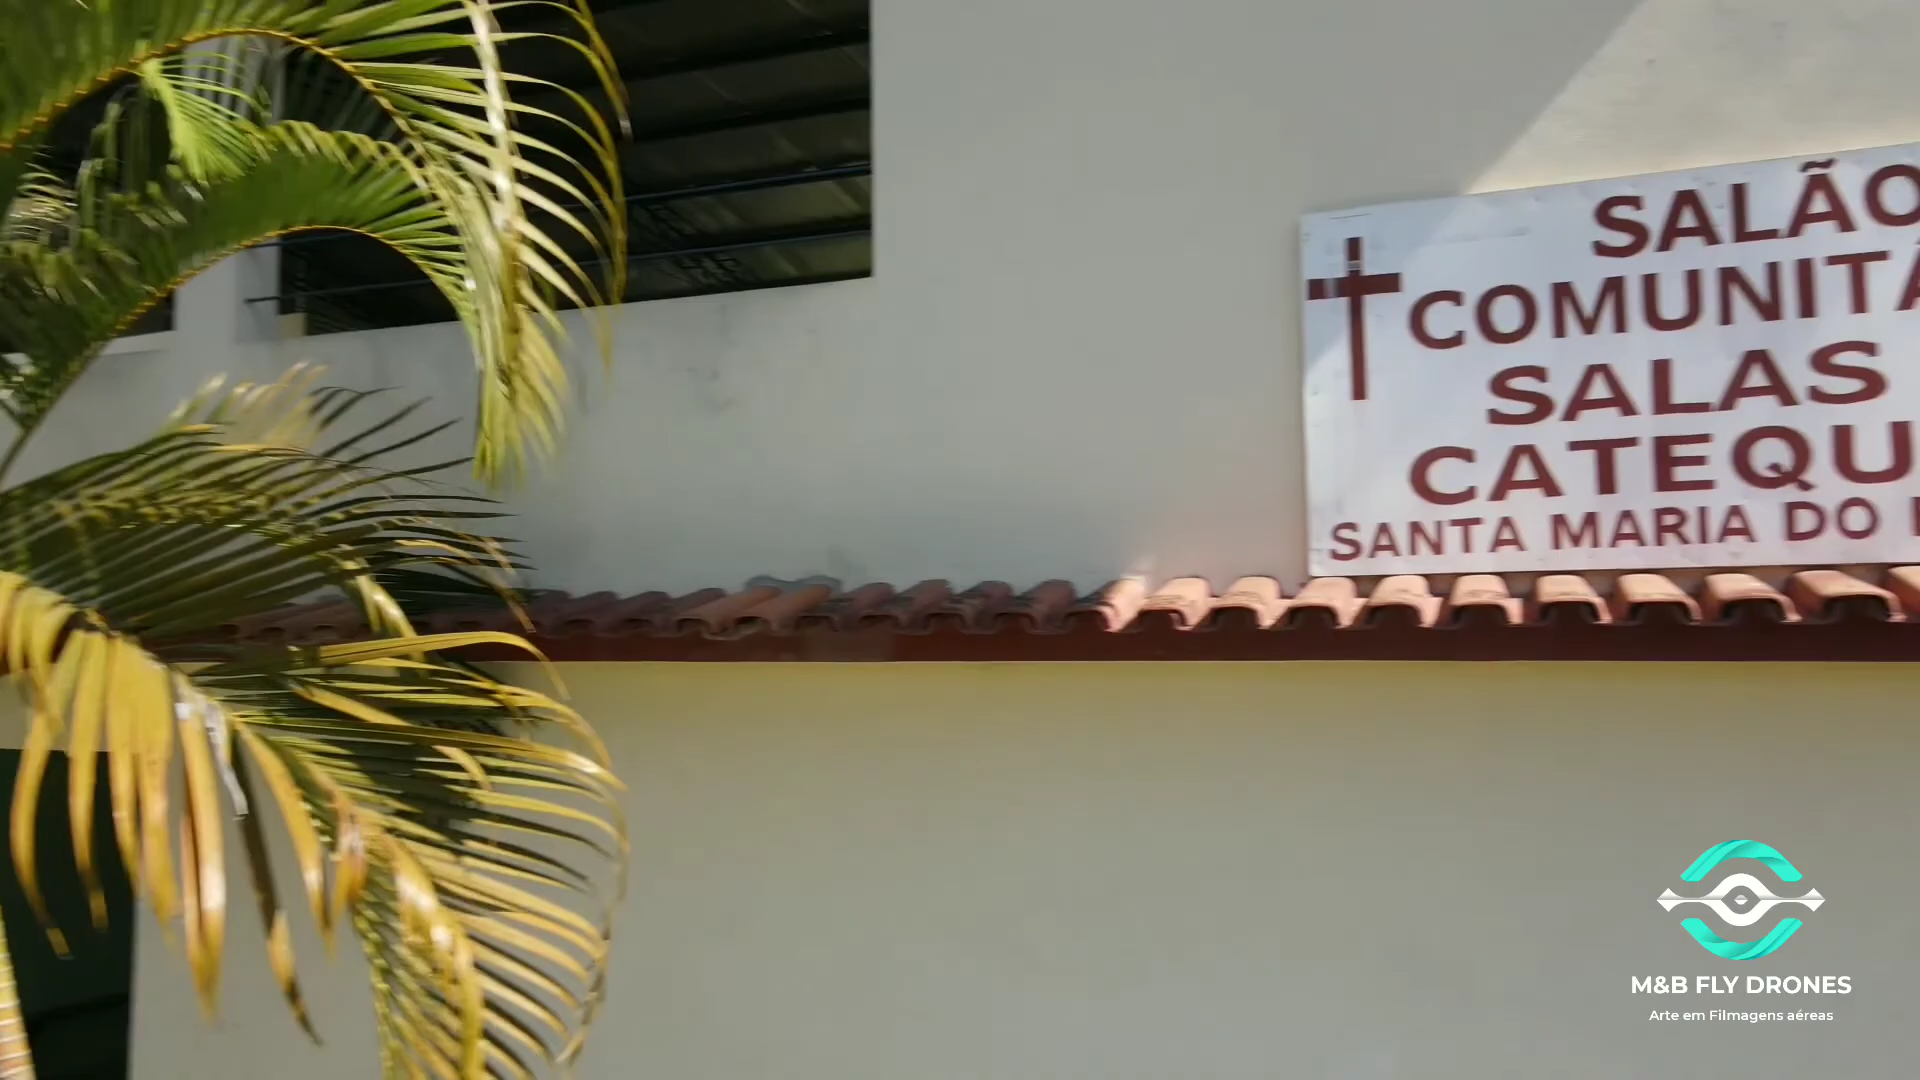 SALÃO
COMUNITÁ
SALAS
CATEQU
SANTA MARIA DO
M&B FLY DRONES
Arte em Filmagens aéreas